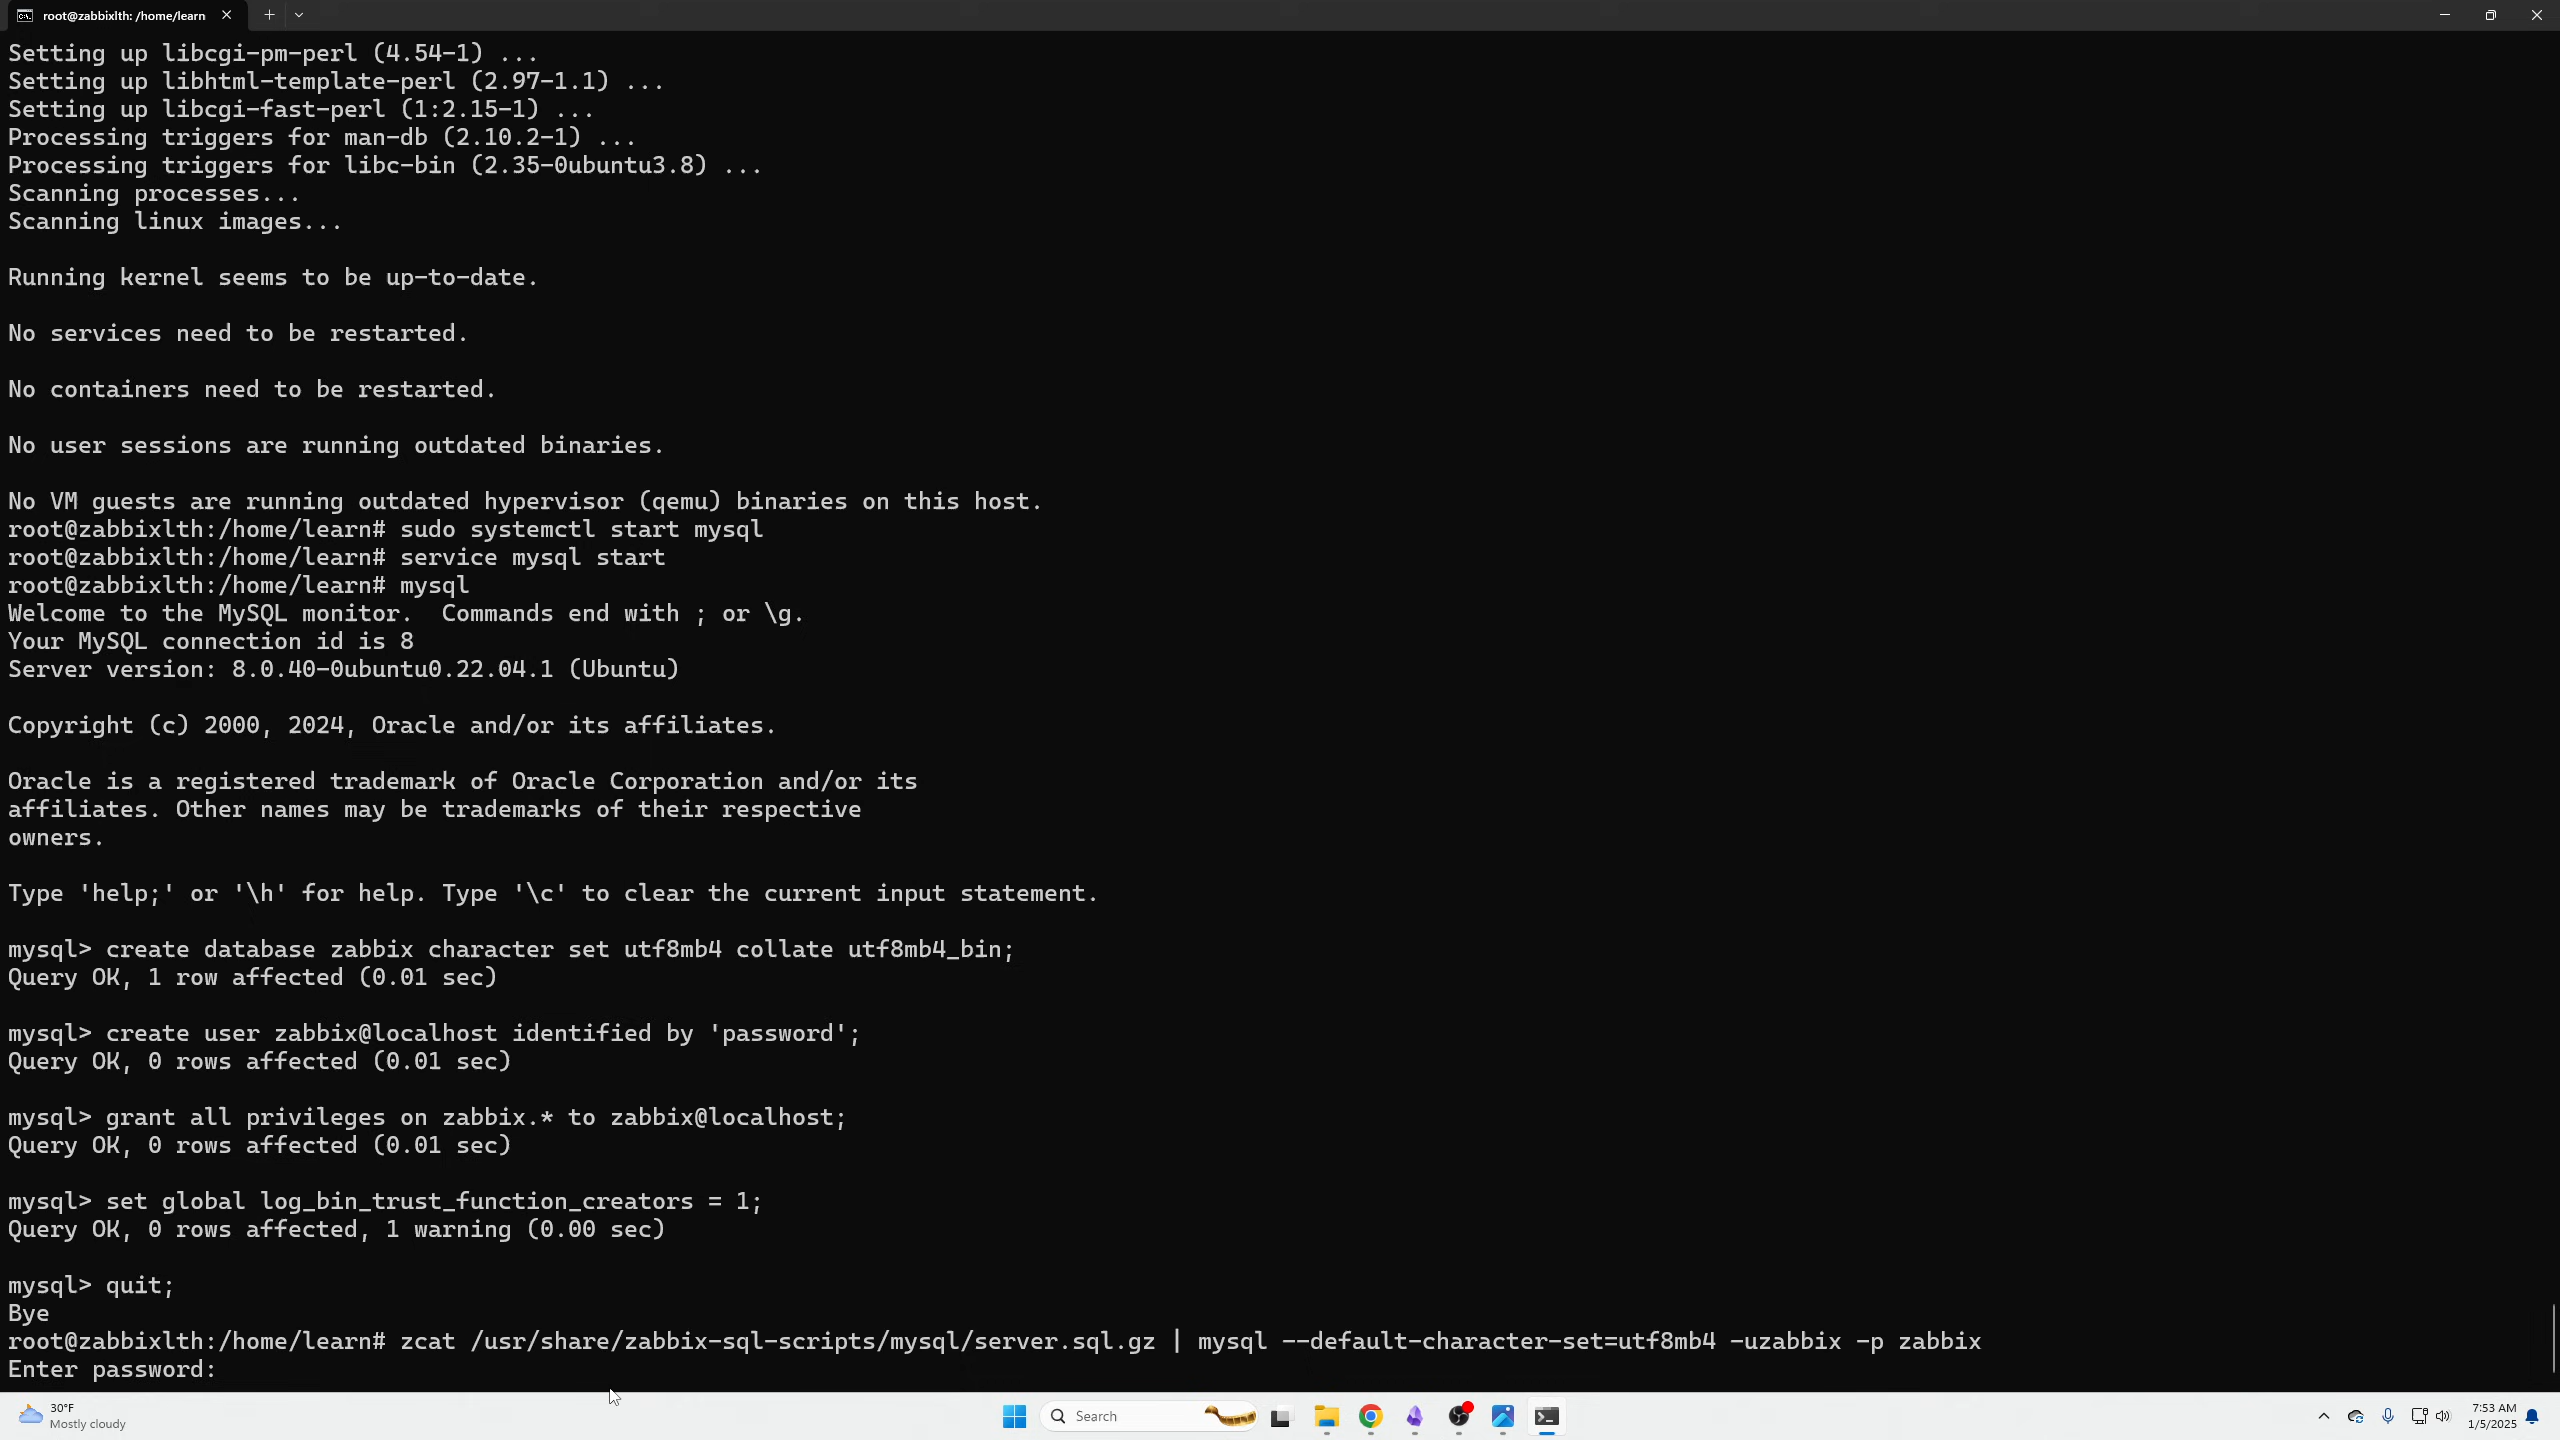 root@zabbixlth: /home/learn
Setting up libcgi-pm-perl (4.54-1) ...
Setting up libhtml-template-perl (2.97-1.1) ...
Setting up libcgi-fast-perl (1:2.15-1) ...
Processing triggers for man-db (2.10.2-1) ...
Processing triggers for libc-bin (2.35-0ubuntu3.8) ...
Scanning processes...
Scanning linux images...
Running kernel seems to be up-to-date.
No services need to be restarted.
No containers need to be restarted.
No user sessions are running outdated binaries.
No VM guests are running outdated hypervisor (qemu) binaries on this host.
root@zabbixlth:/home/learn# sudo systemctl start mysql
root@zabbixlth:/home/learn# service mysql start
root@zabbixlth:/home/learn# mysql
Welcome to the MySQL monitor.  Commands end with ; or \g.
Your MySQL connection id is 8
Server version: 8.0.40-0ubuntu0.22.04.1 (Ubuntu)
Copyright (c) 2000, 2024, Oracle and/or its affiliates.
Oracle is a registered trademark of Oracle Corporation and/or its
affiliates. Other names may be trademarks of their respective
owners.
Type 'help;' or '\h' for help. Type '\c' to clear the current input statement.
mysql> create database zabbix character set utf8mb4 collate utf8mb4_bin;
Query OK, 1 row affected (0.01 sec)
mysql> create user zabbix@localhost identified by 'password';
Query OK, 0 rows affected (0.01 sec)
mysql> grant all privileges on zabbix.* to zabbix@localhost;
Query OK, 0 rows affected (0.01 sec)
mysql> set global log_bin_trust_function_creators = 1;
Query OK, 0 rows affected, 1 warning (0.00 sec)
mysql> quit;
Bye
root@zabbixlth:/home/learn# zcat /usr/share/zabbix-sql-scripts/mysql/server.sql.gz | mysql --default-character-set=utf8mb4 -uzabbix -p zabbix
Enter password:
30°F
Mostly cloudy
Search
7:53 AM
1/5/2025